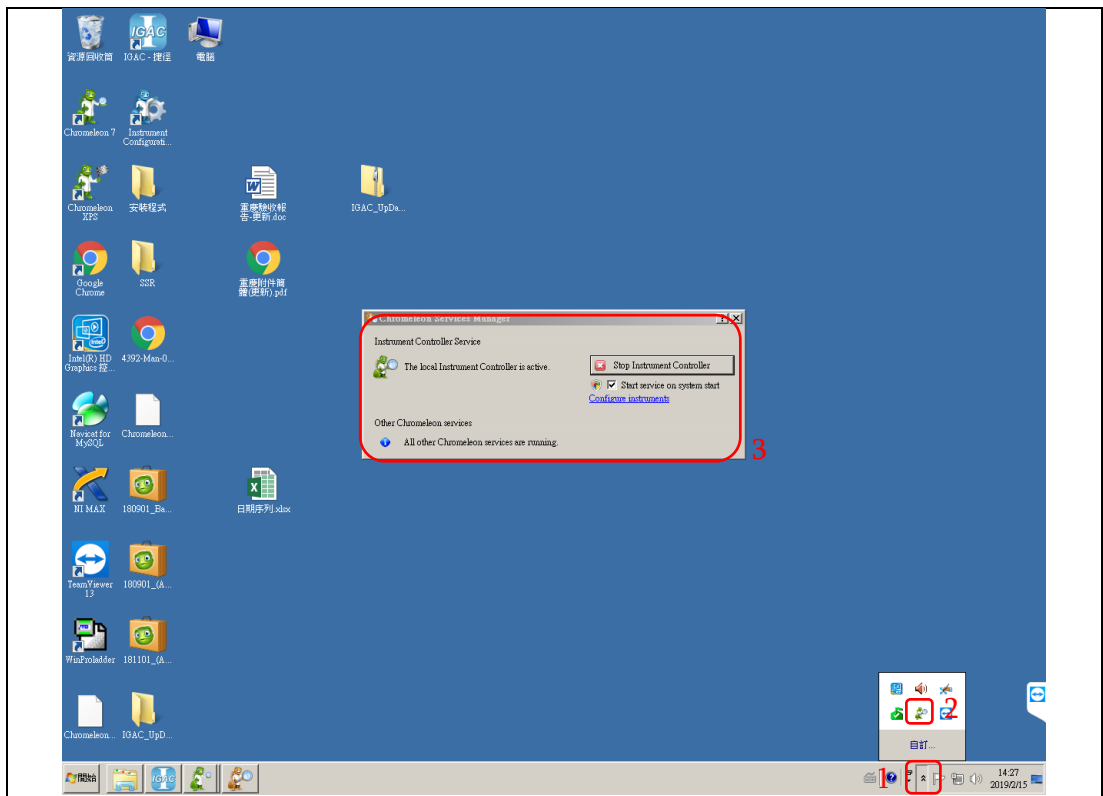 IGAC
資源回收筒
IGAC - 捷徑
電腦
Chromeleon 7
Instrument
Configurati...
Chromeleon
XPS
安裝程式
重慶驗收報
告-更新.doc
IGAC_UpDa...
Google
Chrome
SSR
重慶附件簡
體(更新).pdf
Chromeleon Services Manager
Instrument Controller Service
The local Instrument Controller is active.
Stop Instrument Controller
Start service on system start
Configure instruments
Other Chromeleon services
All other Chromeleon services are running.
3
Intel(R) HD
Graphics 控...
4392-Man-0...
Navicat for
MySQL
Chromeleon...
NI MAX
180901_Ba...
日期序列.xlsx
TeamViewer
13
180901_(A...
WinProladder
181101_(A...
Chromeleon...
IGAC_UpD...
2
自訂...
開始
IGAC
1
14:27
2019/2/15